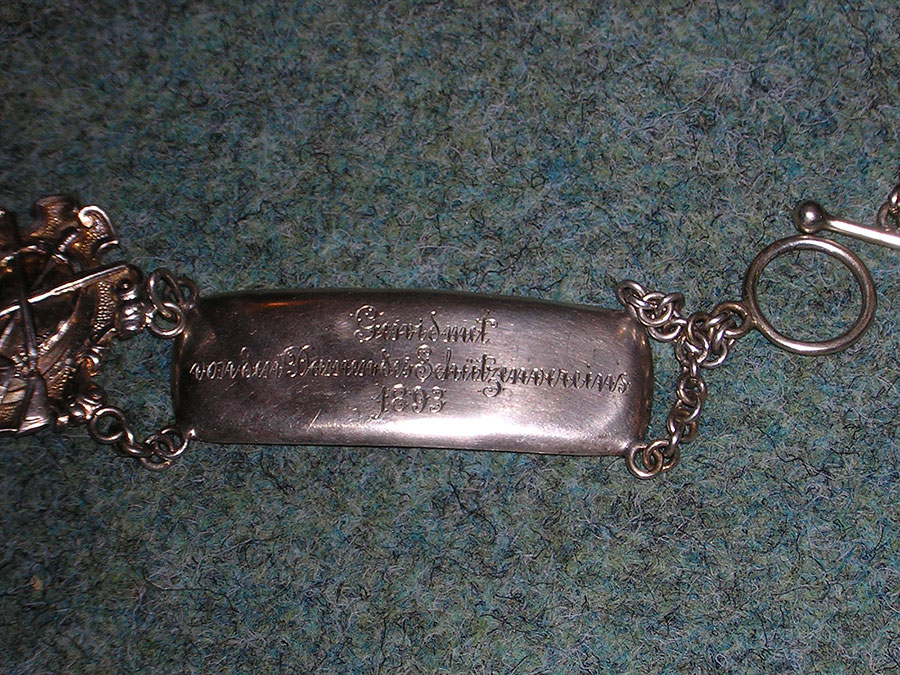 Gewidmet
von den Damen des Schützenvereins
1893